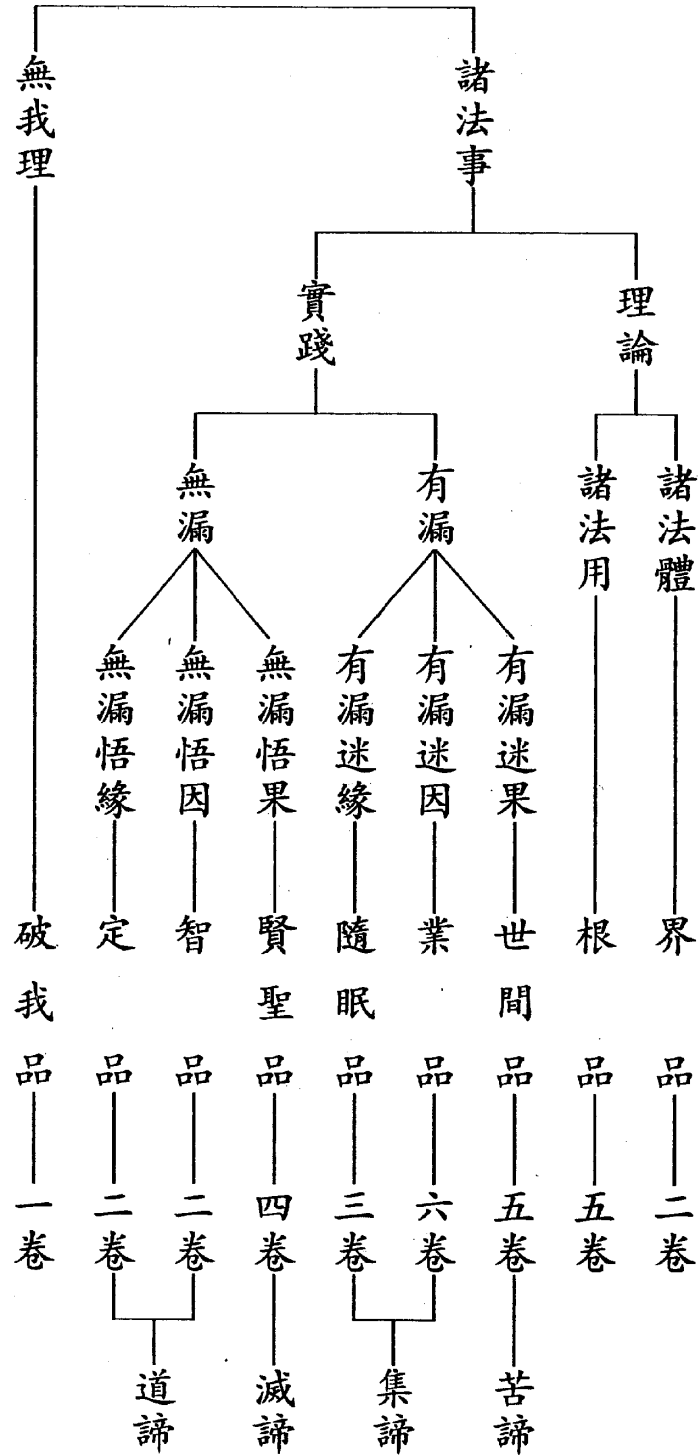 諸法事
無我理
理論
實踐
諸法體
諸法用
有漏
無漏
有漏迷果
有漏迷因
有漏迷緣
無漏悟果
無漏悟因
無漏悟緣
界品
根品
世間品
業品
隨眠品
賢聖品
智品
定品
破我品
二卷
五卷
五卷
六卷
三卷
四卷
二卷
二卷
一卷
苦諦
集諦
滅諦
道諦